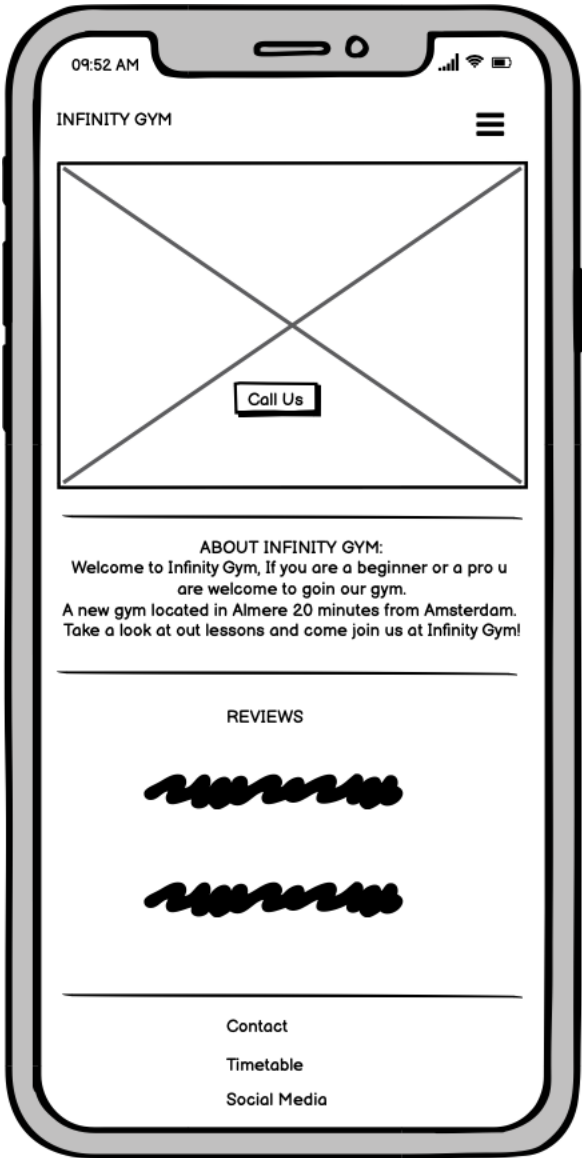 09:52 AM
INFINITY GYM
Call Us
ABOUT INFINITY GYM:
Welcome to Infinity Gym, If you are a beginner or a pro u
are welcome to goin our gym.
A new gym located in Almere 20 minutes from Amsterdam.
Take a look at out lessons and come join us at Infinity Gym!
REVIEWS
Contact
Timetable
Social Media